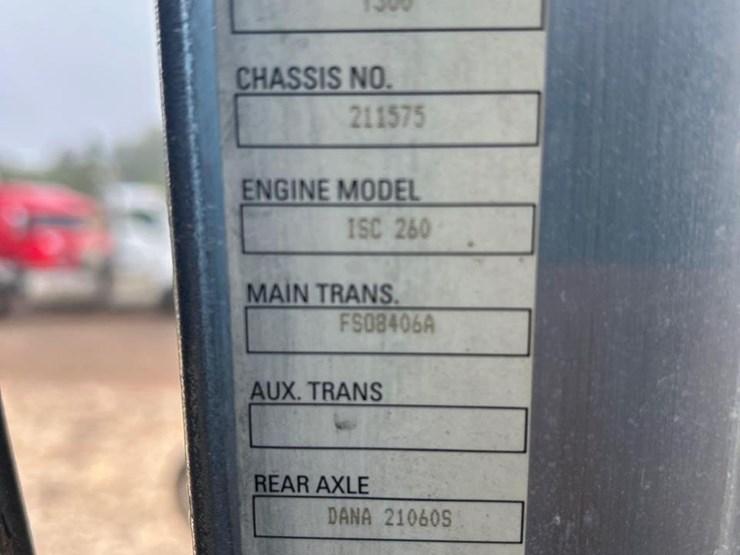 CHASSIS NO.
211575
ENGINE MODEL
ISC 260
MAIN TRANS.
FS08406A
AUX. TRANS
REAR AXLE
DANA 21060S